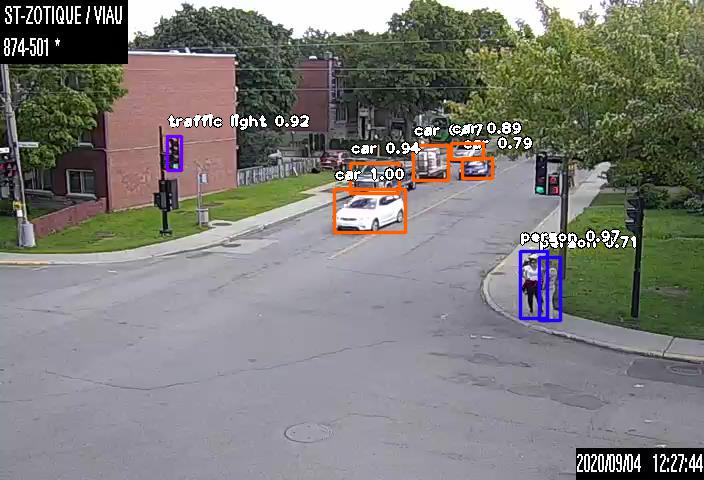 ST-ZOTIQUE / VIAU
874-501 *
traffic light 0.92
car 0.89
car
0.79
car 0.94
car 1.00
person 0.97
0.71
2020/09/04 12:27:44